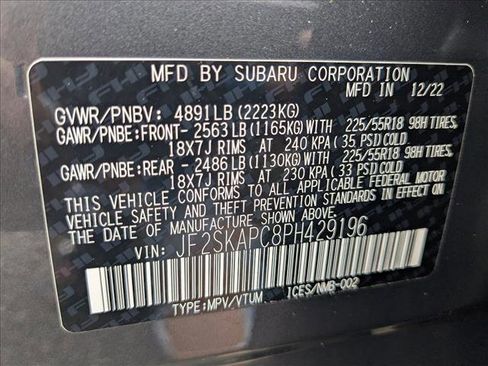 MFD BY SUBARU CORPORATION
MFD IN 12/22
GVWR/PNBV: 4891LB(2223KG)
GAWR/PNBE:FRONT- 2563LB(1165KG)WITH 225/55R18 98H TIRES,
18X7J RIMS AT 240 KPA( 35 PSI)COLD
GAWR/PNBE:REAR - 2486LB(1130KG)WITH 225/55R18 98H TIRES,
18X7J RIMS AT 230 KPA( 33 PSI)COLD
THIS VEHICLE CONFORMS TO ALL APPLICABLE FEDERAL MOTOR
VEHICLE SAFETY AND THEFT PREVENTION STANDARDS IN EFFECT
ON THE DATE OF MANUFACTURE SHOWN ABOVE.
VIN: JF2SKAPC8PH429196
TYPE:MPV/VTUM ICES/NMB-002